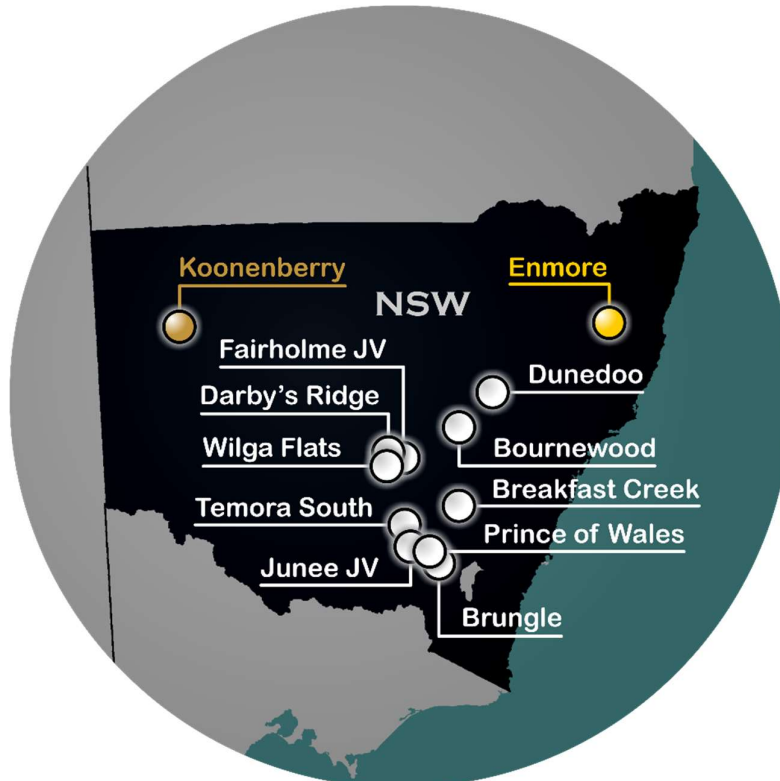 Koonenberry
Enmore
NSW
Fairholme JV
Dunedoo
Darby's Ridge
Wilga Flats
Bournewood
Breakfast Creek
Temora South
Prince of Wales
Junee JV
Brungle